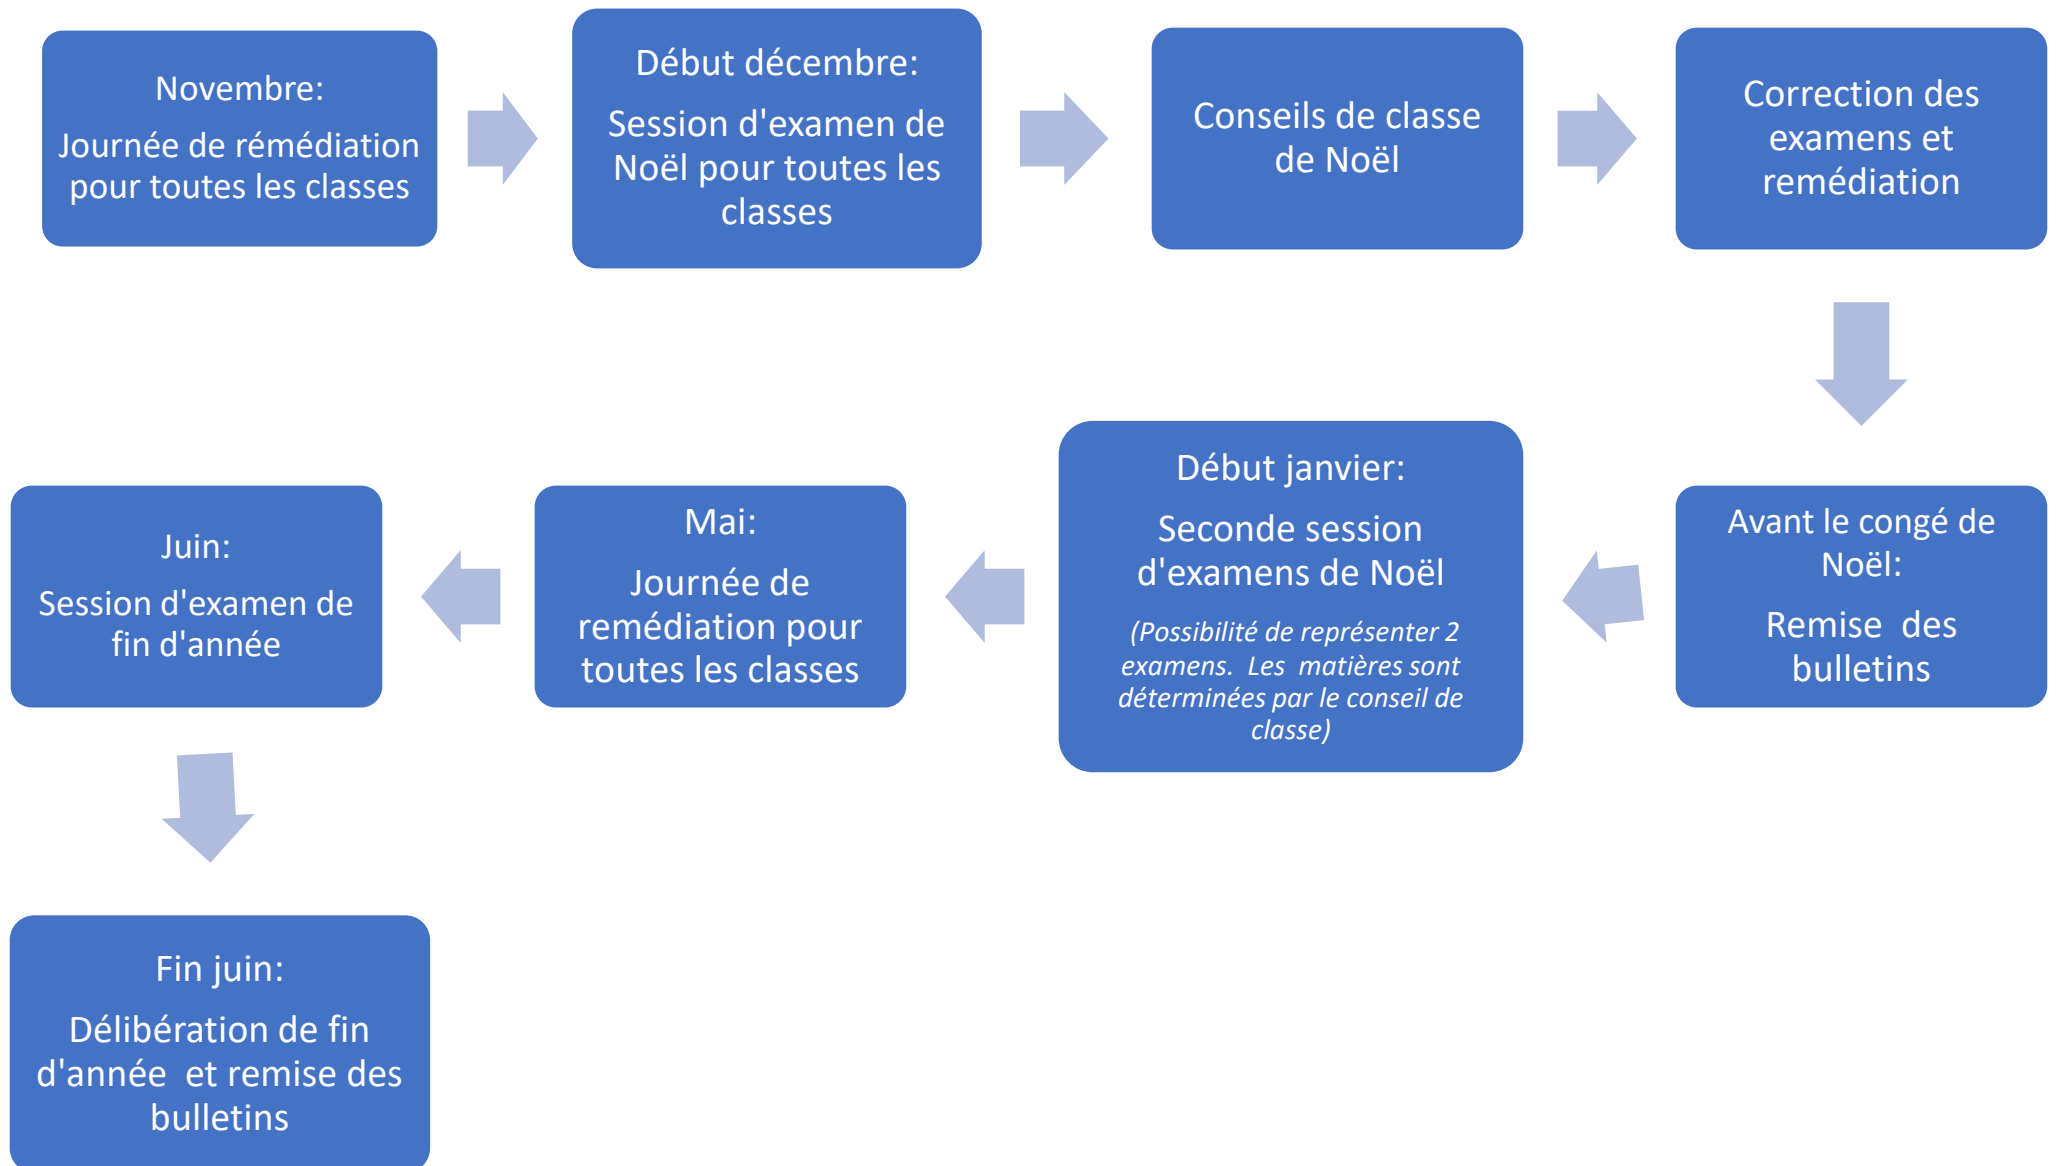 Novembre:
Journée de rémédiation
pour toutes les classes
Début décembre:
Session d'examen de
Noël pour toutes les
classes
Conseils de classe
de Noël
Correction des
examens et
remédiation
Avant le congé de
Noël:
Remise  des
bulletins
Début janvier:
Seconde session
d'examens de Noël
(Possibilité de représenter 2
examens.  Les  matières sont
déterminées par le conseil de
classe)
Mai:
Journée de
remédiation pour
toutes les classes
Juin:
Session d'examen de
fin d'année
Fin juin:
Délibération de fin
d'année  et remise des
bulletins